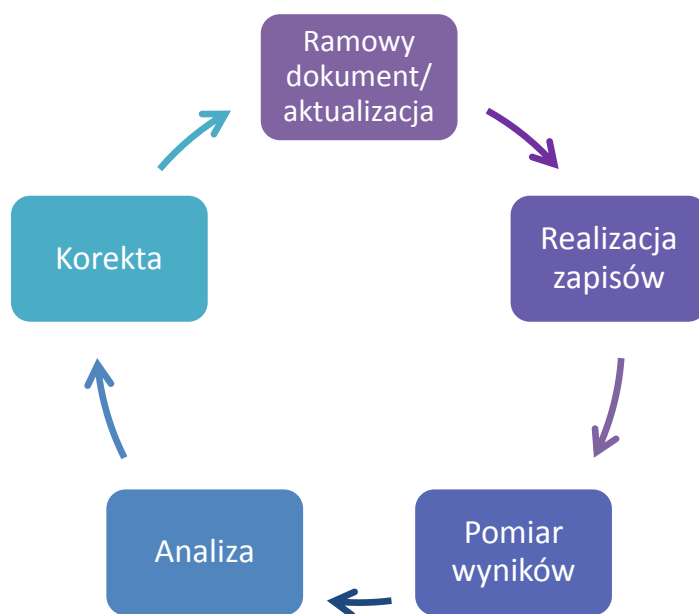 Ramowy
dokument/
aktualizacja
Realizacja
zapisów
Pomiar
wyników
Analiza
Korekta